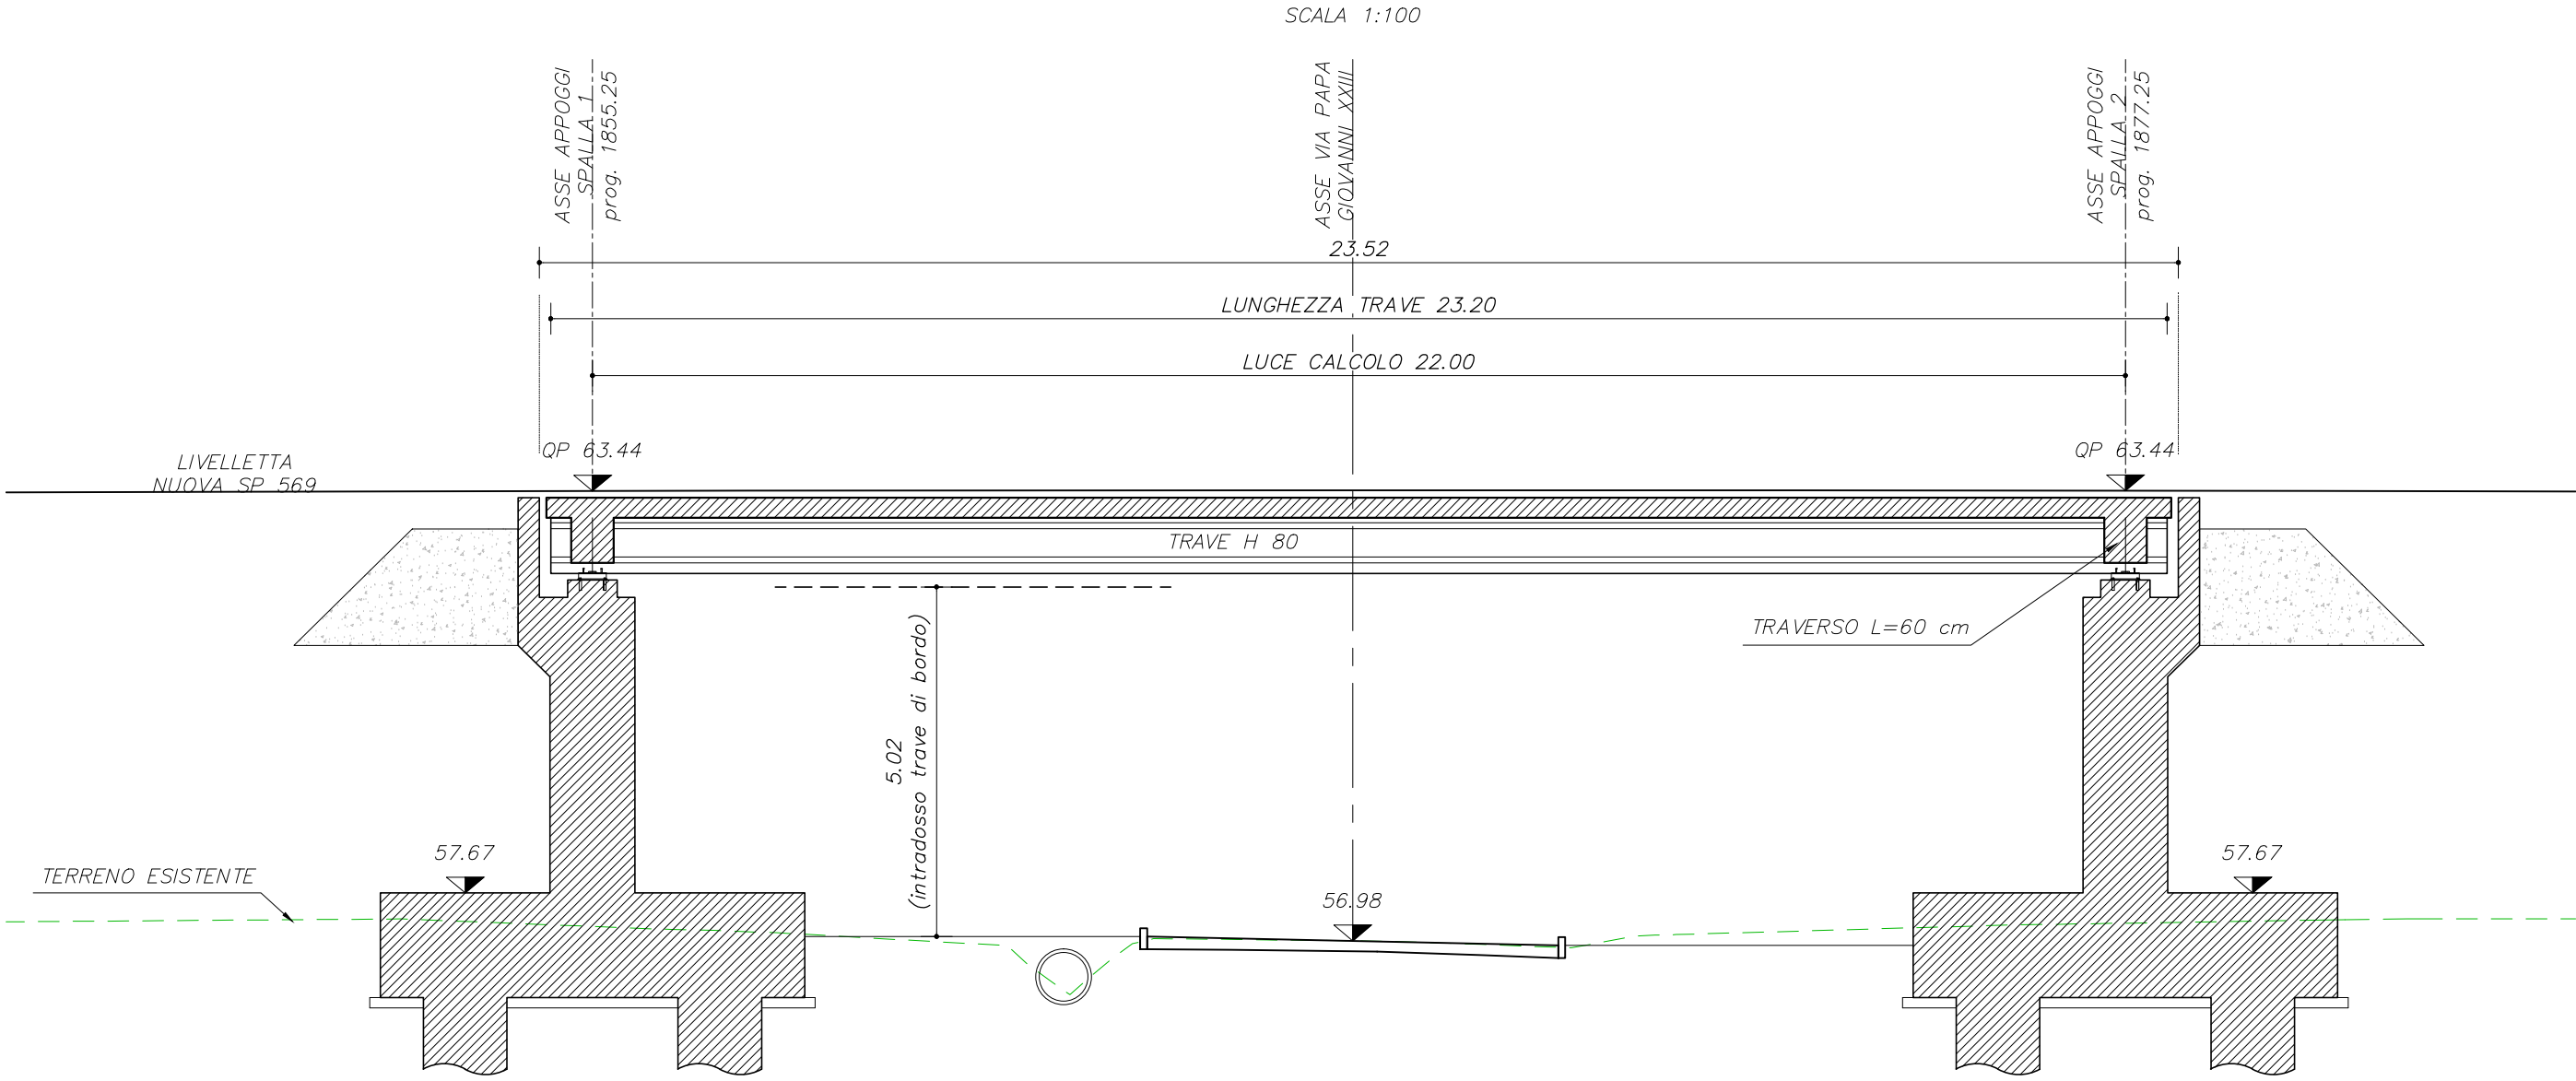 SCALA 1:100
ASSE APPOGGI
SPALLA 1
prog. 1855.25
ASSE VIA PAPA
GIOVANNI XXIII
ASSE APPOGGI
SPALLA 2
prog. 1877.25
23.52
LUNGHEZZA TRAVE 23.20
LUCE CALCOLO 22.00
QP 63.44
QP 63.44
LIVELLETTA
NUOVA SP 569
TRAVE H 80
TRAVERSO L=60 cm
5.02
(intradosso trave di bordo)
57.67
57.67
TERRENO ESISTENTE
56.98